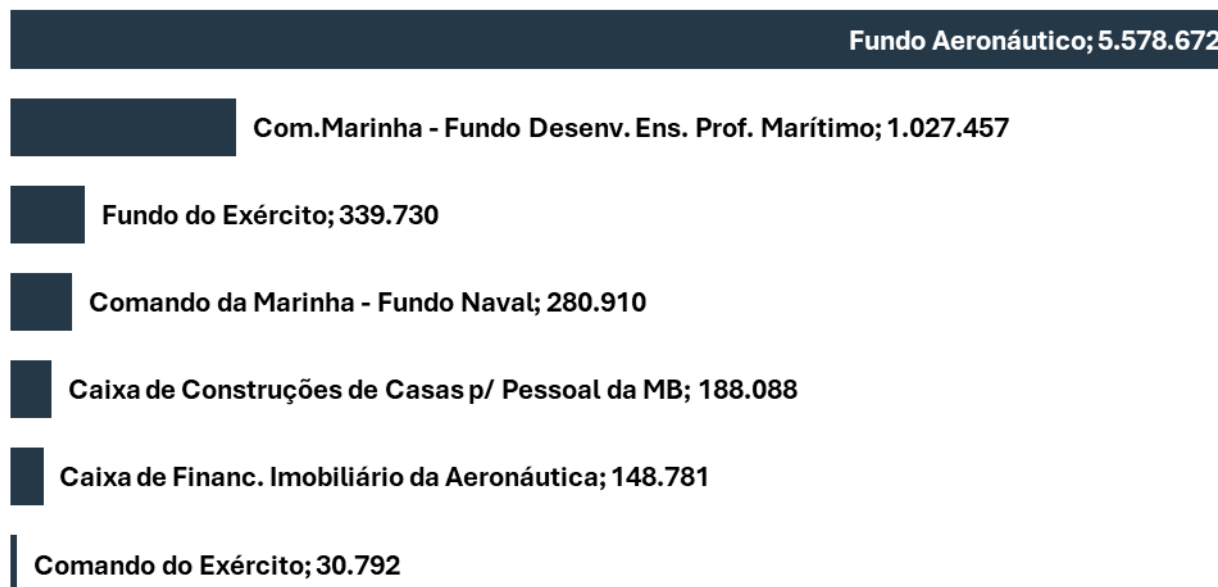 Fundo Aeronáutico; 5.578.672
Com.Marinha - Fundo Desenv. Ens. Prof. Marítimo; 1.027.457
Fundo do Exército; 339.730
Comando da Marinha - Fundo Naval; 280.910
Caixa de Construções de Casas p/ Pessoal da MB; 188.088
Caixa de Financ. Imobiliário da Aeronáutica; 148.781
Comando do Exército; 30.792